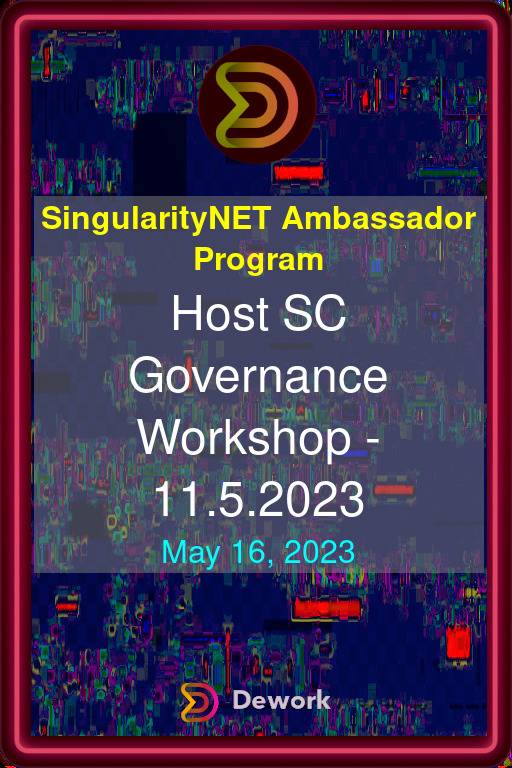 SingularityNET Ambassador
Program
Host SC
Governance
Workshop -
11.5.2023
May 16, 2023
Dework